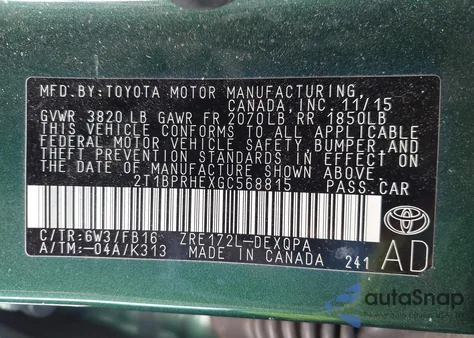 MFD.BY:TOYOTA MOTOR MANUFACTURING,
CANADA, INC. 11/15
GVWR 3820 LB GAWR FR 2070LB RR 1850LB
THIS VEHICLE CONFORMS TO ALL APPLICABLE
FEDERAL MOTOR VEHICLE SAFETY, BUMPER, AND
THEFT PREVENTION STANDARDS IN EFFECT ON
THE DATE OF MANUFACTURE SHOWN ABOVE.
2T1BPRHEXGC568815 PASS.CAR
C/TR:6W3/FB16 ZRE172L-DEXQPA
A/TM:-04A/K313 MADE IN CANADA 241
AD
TOYOTA
autoSnap